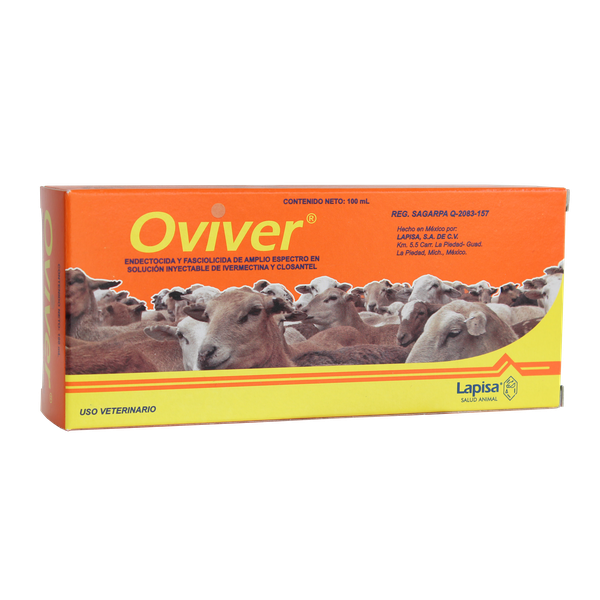 CONTENIDO NETO: 100 mL
Oviver®
ENDECTOCIDA Y FASCIOLICIDA DE AMPLIO ESPECTRO EN
SOLUCIÓN INYECTABLE DE IVERMECTINA Y CLOSANTEL
REG. SAGARPA Q-2083-157
Hecho en México por:
LAPISA, S.A. DE C.V.
Km. 5.5 Carr. La Piedad- Guad.
La Piedad, Mich., México.
USO VETERINARIO
Lapisa®
SALUD ANIMAL
Oviver